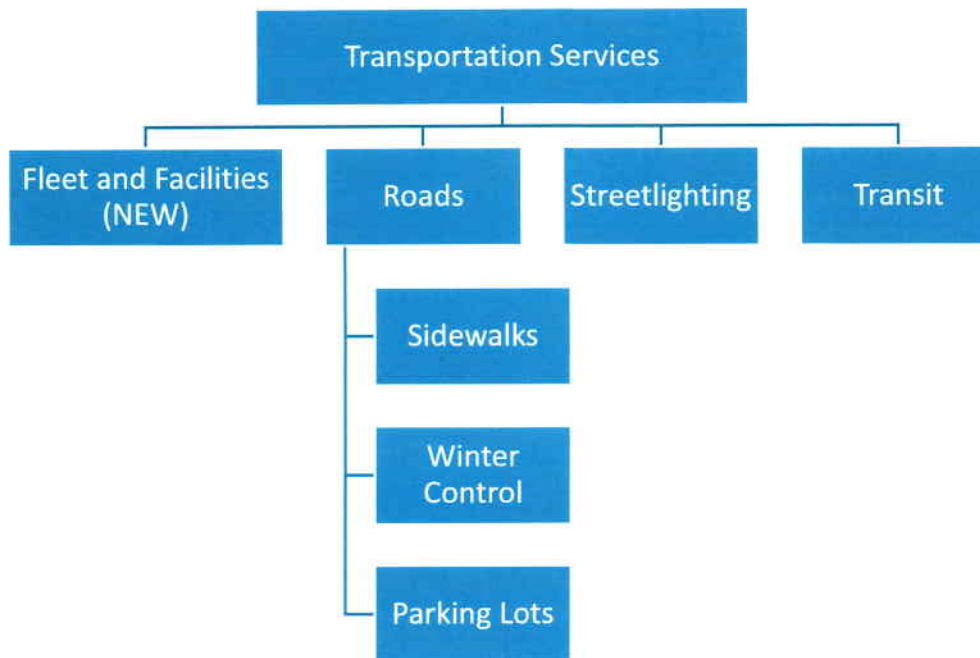 Transportation Services
Fleet and Facilities
(NEW)
Roads
Streetlighting
Transit
Sidewalks
Winter
Control
Parking Lots